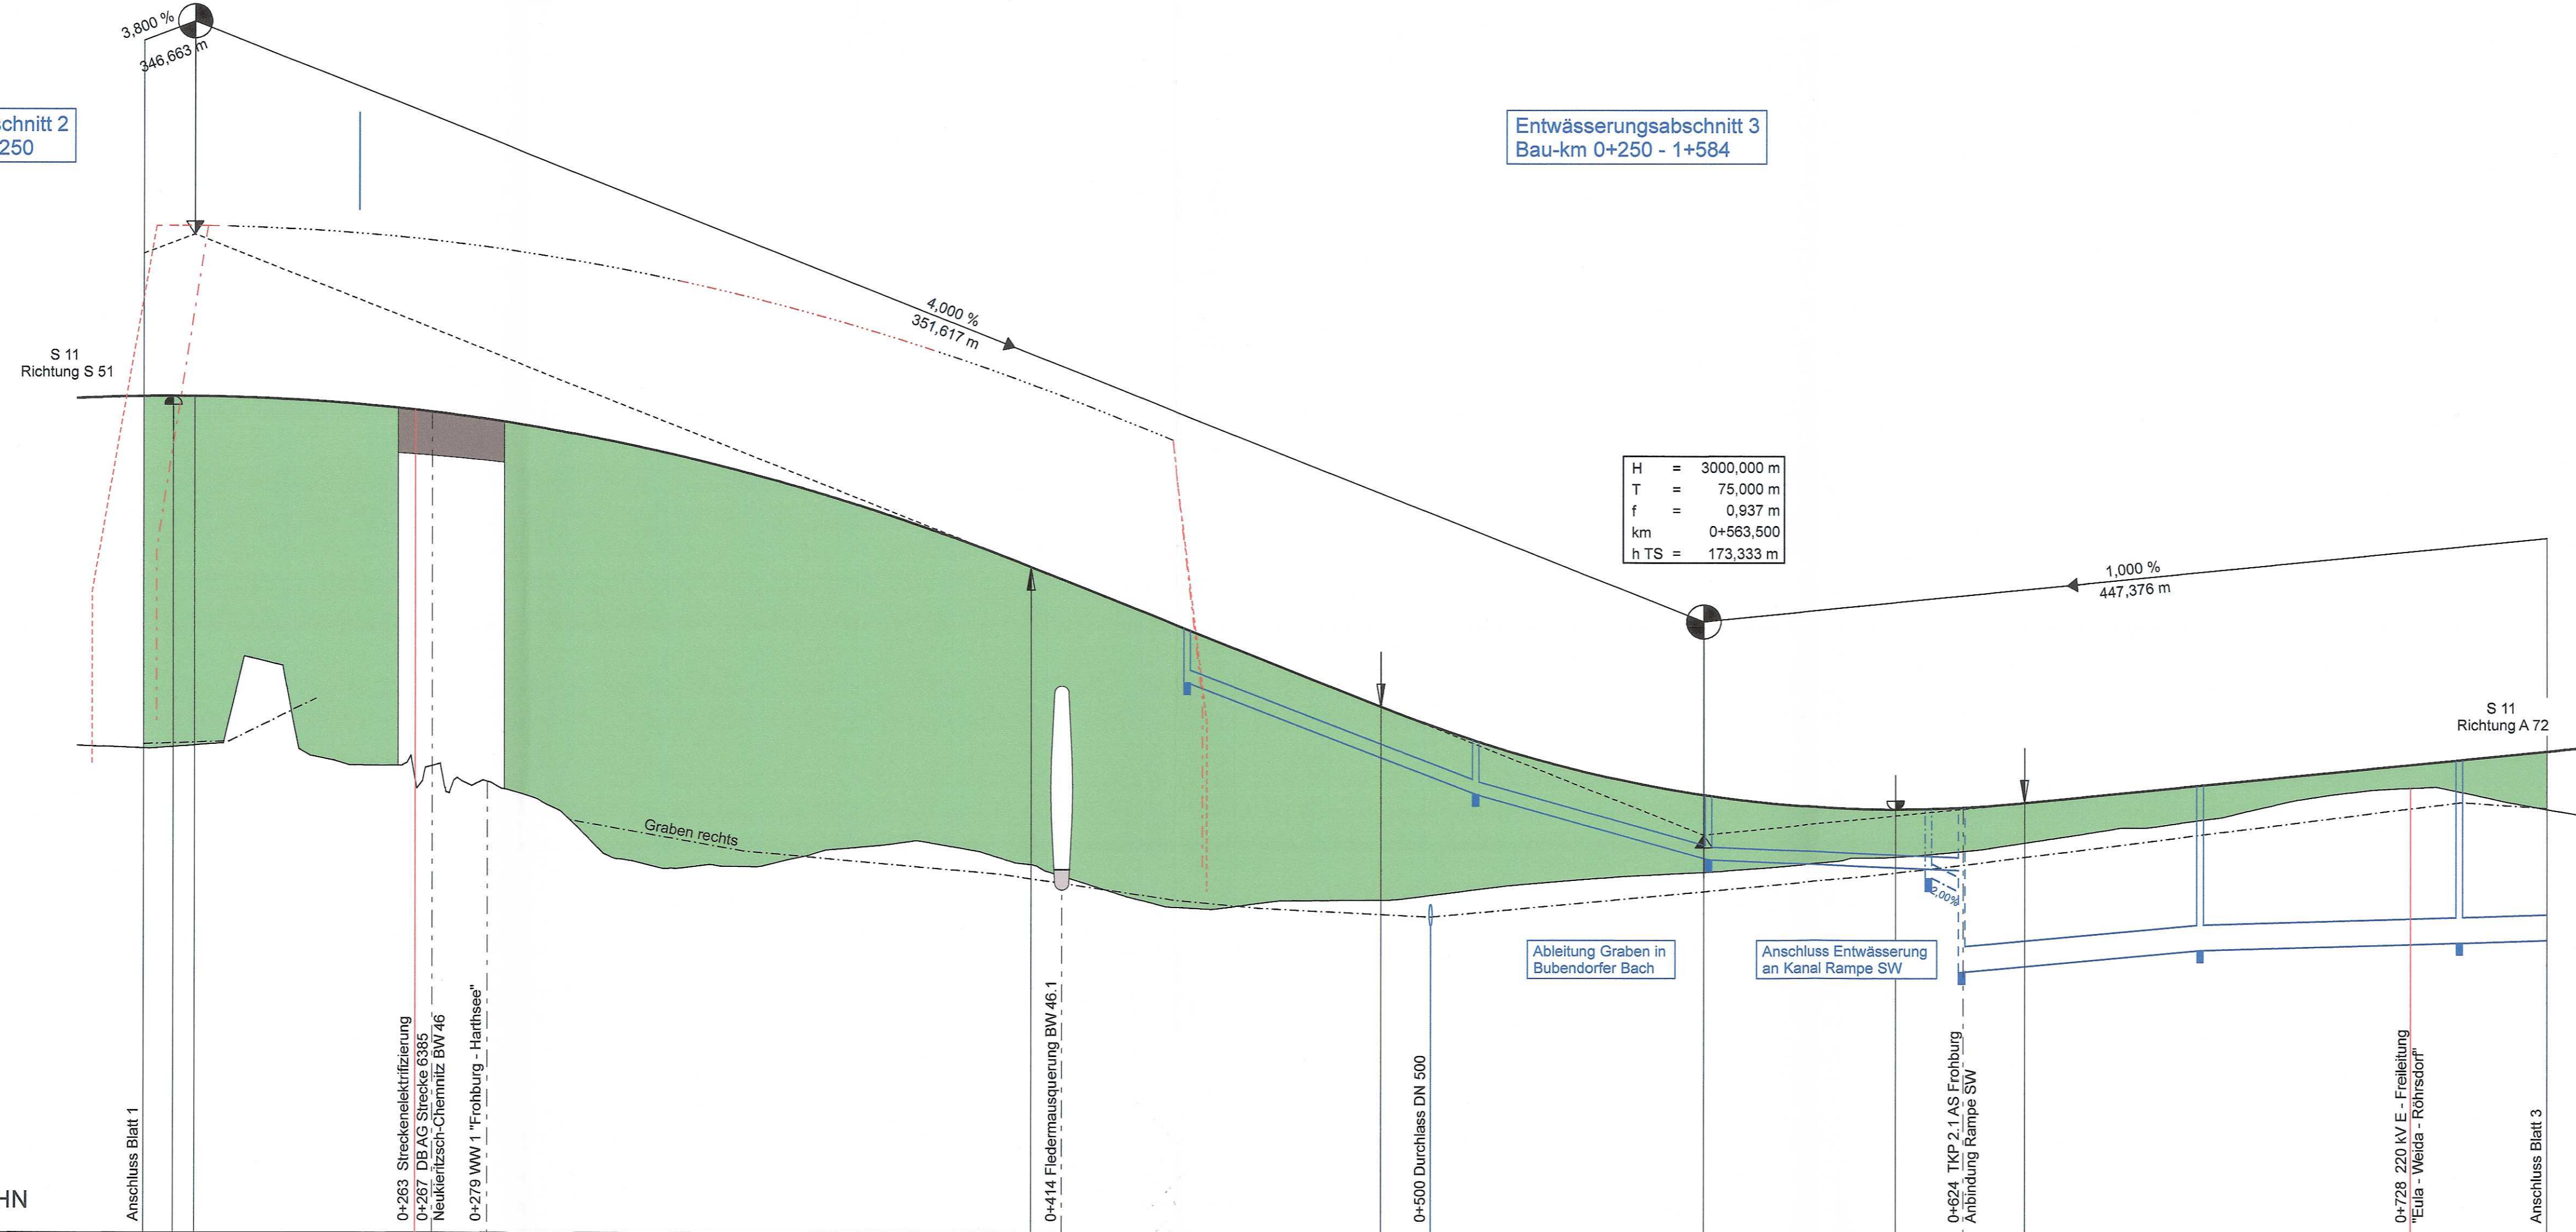 3,800 %
346,663 m
schnitt 2
250
Entwässerungsabschnitt 3
Bau-km 0+250 - 1+584
4,000 %
351,617 m
S 11
Richtung S 51
H = 3000,000 m
T = 75,000 m
f = 0,937 m
km 0+563,500
h TS = 173,333 m
1,000 %
447,376 m
S 11
Richtung A 72
Graben rechts
2,00%
Ableitung Graben in
Bubendorfer Bach
Anschluss Entwässerung
an Kanal Rampe SW
Anschluss Blatt 1
0+263 Streckenelektrifizierung
0+267 DB AG Strecke 6385
Neukieritzsch-Chemnitz BW 46
0+279 WW 1 "Frohburg - Harthsee"
0+414 Fledermausquerung BW 46.1
0+500 Durchlass DN 500
0+624 TKP 2.1 AS Frohburg
Anbindung Rampe SW
0+728 220 kV E - Freileitung
"Eula - Weida - Röhrsdorf"
Anschluss Blatt 3
HN